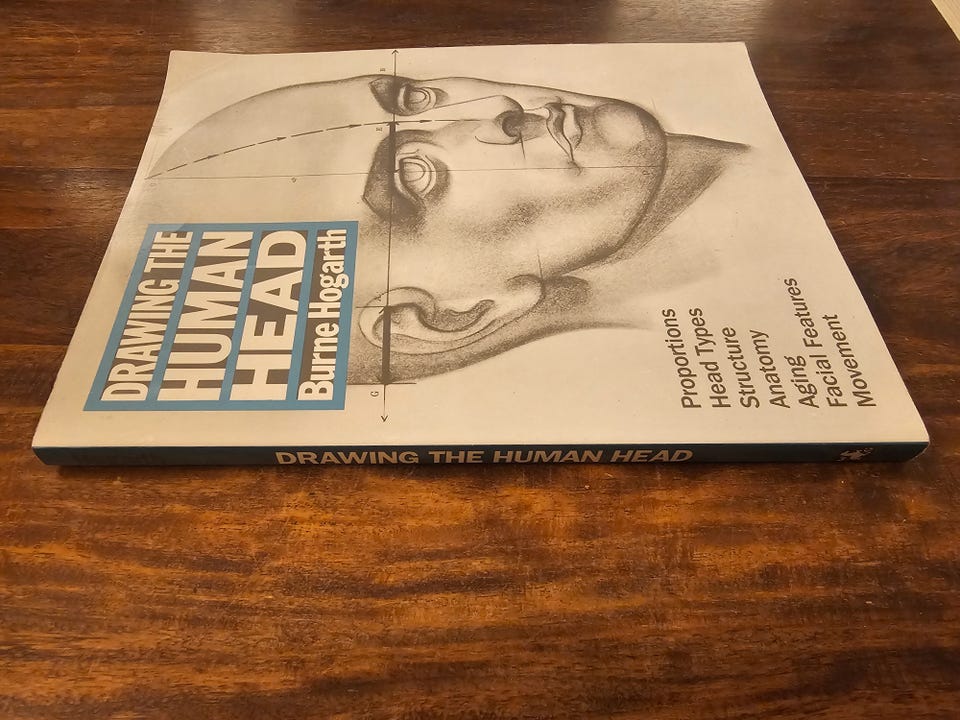 DRAWING THE
HUMAN
HEAD
Burne Hogarth
Proportions
Head Types
Structure
Anatomy
Aging
Facial Features
Movement
G
DRAWING THE HUMAN HEAD